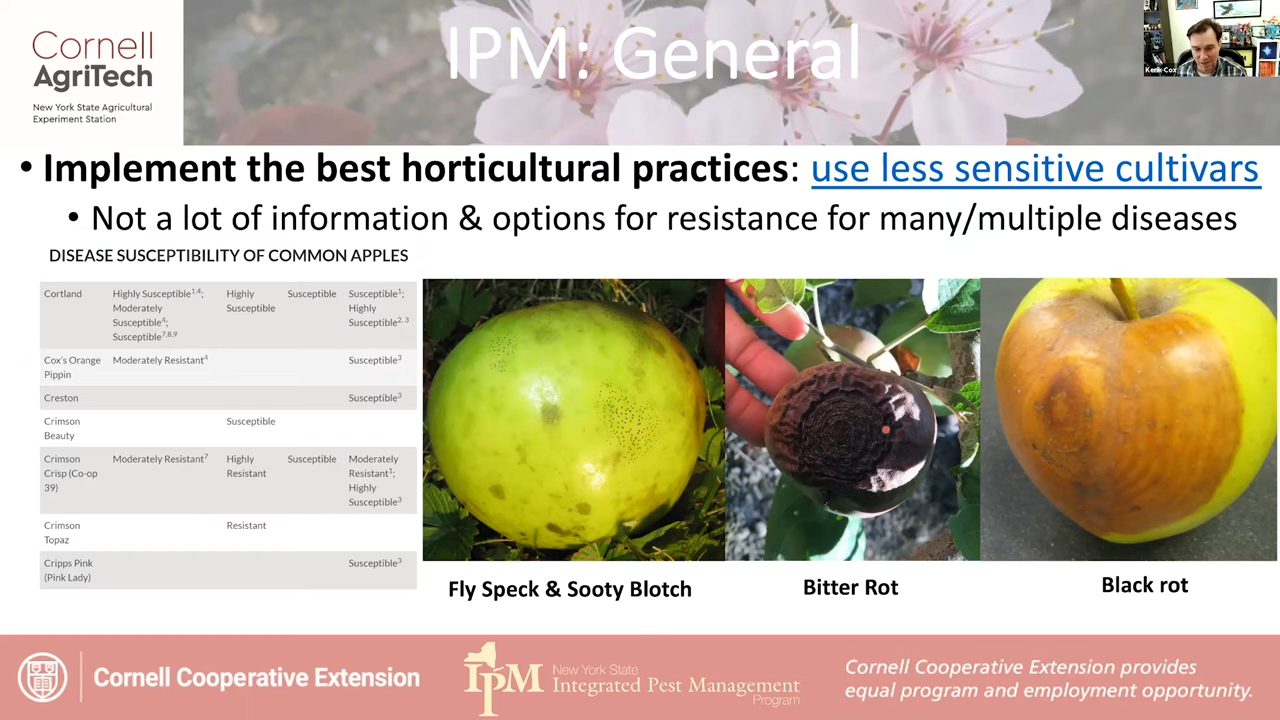 Cornell
AgriTech
New York State Agricultural
Experiment Station
IPM: General
Kerik Cox
• Implement the best horticultural practices: use less sensitive cultivars
• Not a lot of information & options for resistance for many/multiple diseases
DISEASE SUSCEPTIBILITY OF COMMON APPLES
Cortland Highly Susceptible1,4; Highly Susceptible Susceptible1;
Moderately Susceptible Highly
Susceptible4; Susceptible2, 3
Susceptible7,8,9
Cox's Orange Moderately Resistant4 Susceptible3
Pippin
Creston Susceptible3
Crimson Susceptible
Beauty
Crimson Moderately Resistant7 Highly Susceptible Moderately
Crisp (Co-op Resistant Resistant1;
39) Highly
Susceptible3
Crimson Resistant
Topaz
Cripps Pink Susceptible3
(Pink Lady)
Fly Speck & Sooty Blotch
Bitter Rot
Black rot
Cornell Cooperative Extension
IPM
New York State
Integrated Pest Management
Program
Cornell Cooperative Extension provides
equal program and employment opportunity.